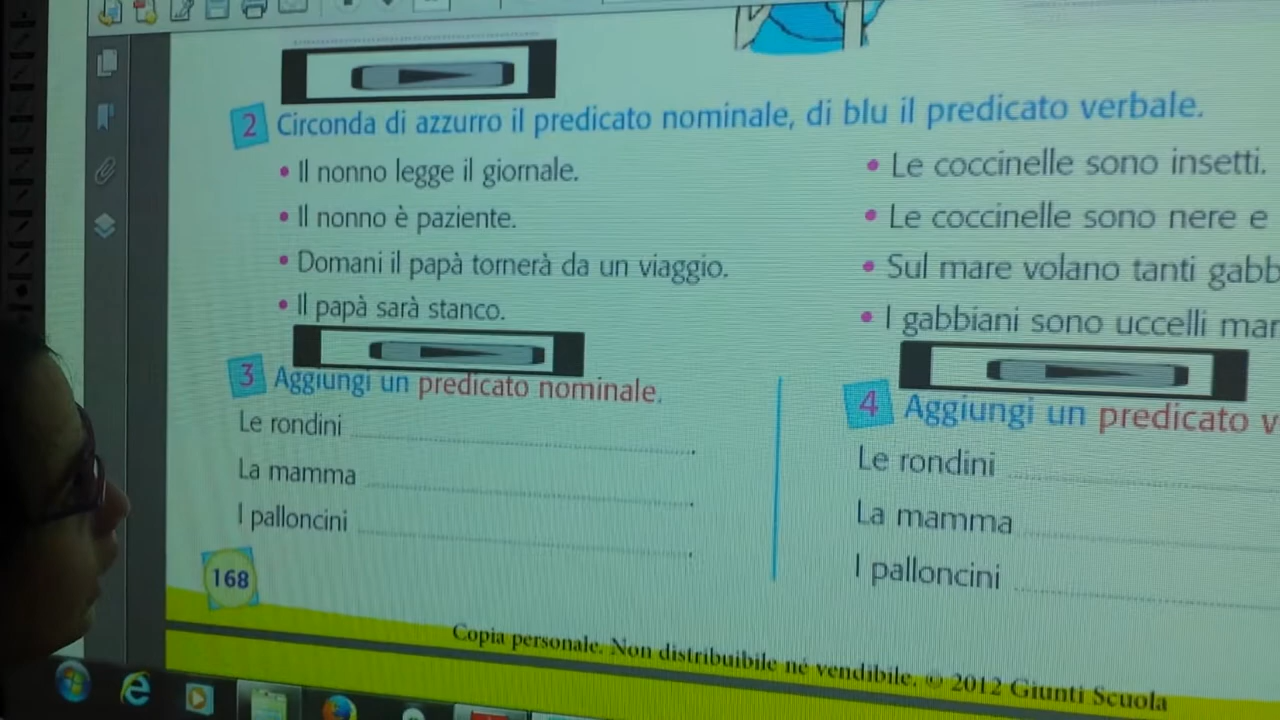 2 Circonda di azzurro il predicato nominale, di blu il predicato verbale.
• Il nonno legge il giornale.
• Il nonno è paziente.
• Domani il papà tornerà da un viaggio.
• Il papà sarà stanco.
• Le coccinelle sono insetti.
• Le coccinelle sono nere e
• Sul mare volano tanti gabb
• I gabbiani sono uccelli mar
3 Aggiungi un predicato nominale.
Le rondini
La mamma
I palloncini
4 Aggiungi un predicato v
Le rondini
La mamma
I palloncini
168
Copia personale. Non distribuibile né vendibile. © 2012 Giunti Scuola